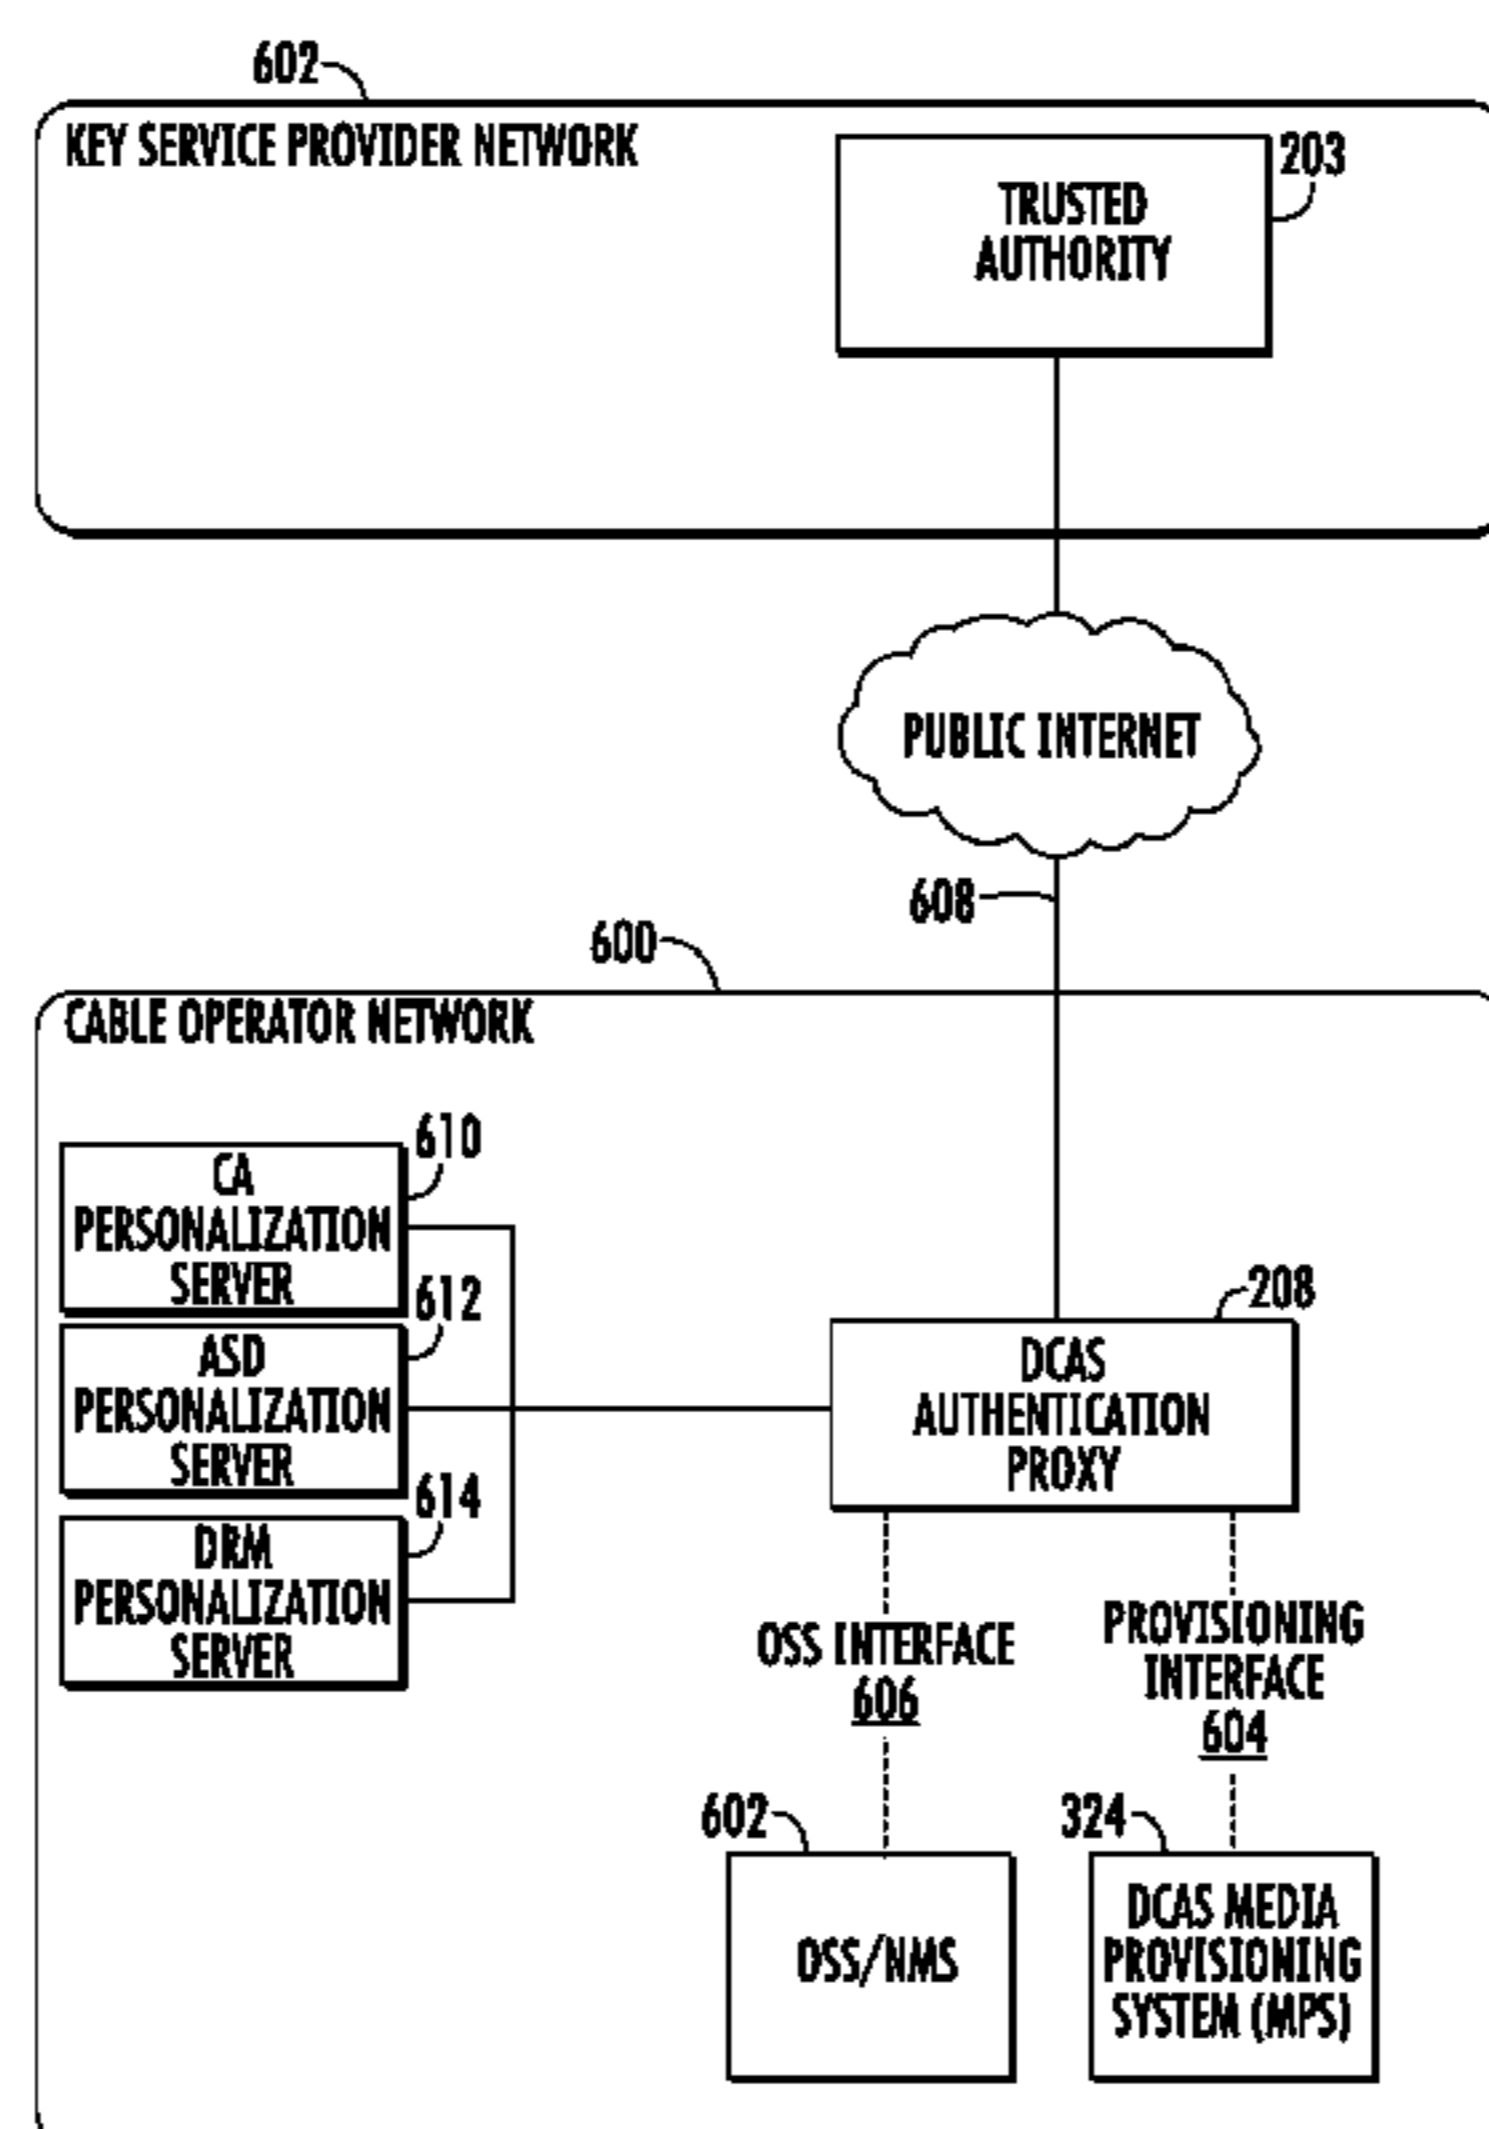 602
KEY SERVICE PROVIDER NETWORK
203
TRUSTED
AUTHORITY
PUBLIC INTERNET
608
600
CABLE OPERATOR NETWORK
610
CA
PERSONALIZATION
SERVER
612
ASD
PERSONALIZATION
SERVER
614
DRM
PERSONALIZATION
SERVER
208
DCAS
AUTHENTICATION
PROXY
OSS INTERFACE
606
PROVISIONING
INTERFACE
604
602
OSS/NMS
324
DCAS MEDIA
PROVISIONING
SYSTEM (MPS)